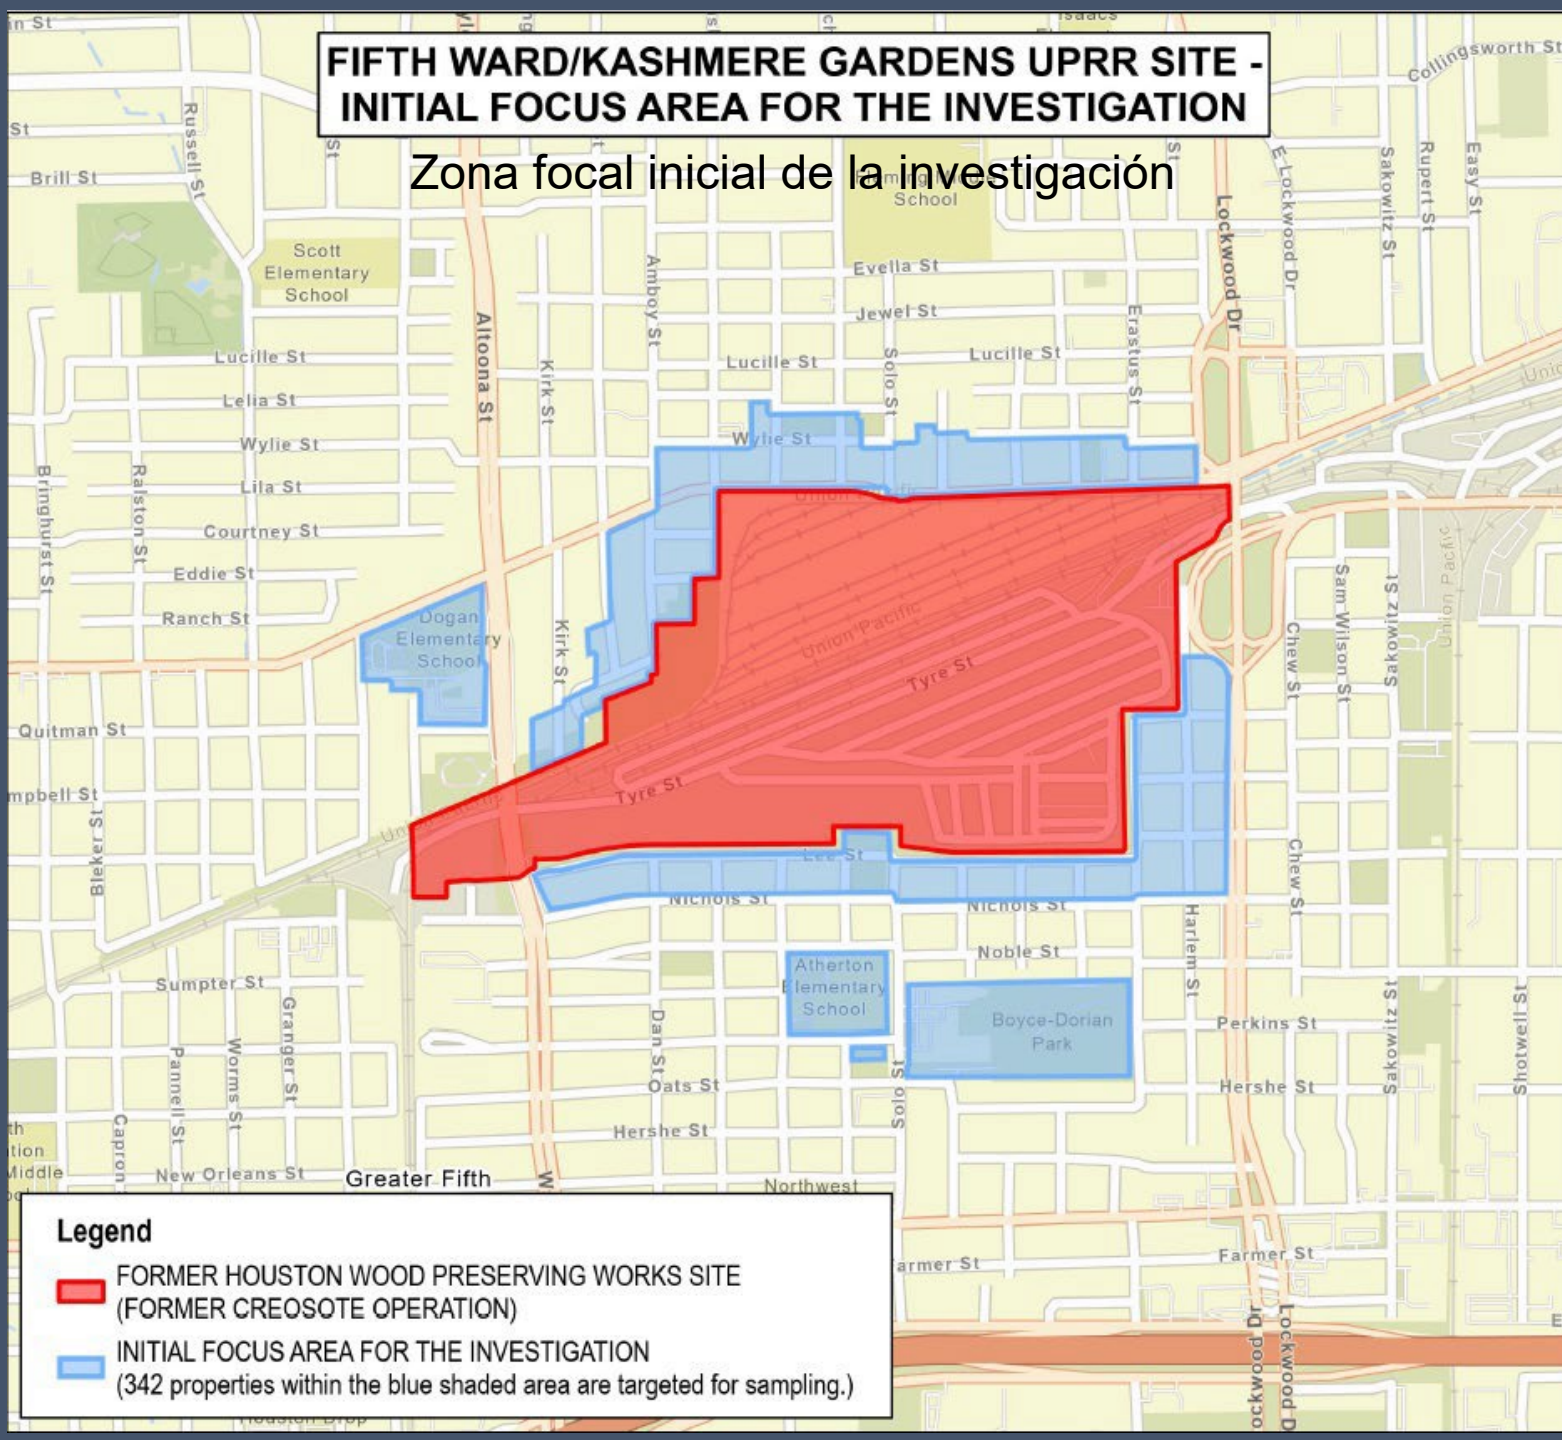 FIFTH WARD/KASHMERE GARDENS UPRR SITE -
INITIAL FOCUS AREA FOR THE INVESTIGATION
Zona focal inicial de la investigación
Collingsworth St
Russell St
Brill St
School
Scott
Elementary
School
Evella St
Jewel St
Lucille St
Lucille St
Lucille St
Lelia St
Wylie St
Wylie St
Lila St
Courtney St
Eddie St
Ranch St
Altoona St
Amboy St
Kirk St
Kirk St
Solo St
Erastus St
Lockwood Dr
E Lockwood Dr
Sakowitz St
Rupert St
Easy St
Bringhurst St
Ralston St
Union Pacific
Union Pacific
Union Pacific
Dogan
Elementary
School
Tyre St
Tyre St
Sam Wilson St
Sakowitz St
Chew St
Chew St
Quitman St
Bleker St
Lee St
Nichols St
Nichols St
Harlem St
Noble St
Atherton
Elementary
School
Boyce-Dorian
Park
Perkins St
Sumpter St
Granger St
Worms St
Pannell St
Capron
Dan St
Oats St
Solo St
Hershe St
Hershe St
Sakowitz St
Shotwell St
New Orleans St
Greater Fifth
Northwest
Farmer St
Lockwood Dr
Legend
FORMER HOUSTON WOOD PRESERVING WORKS SITE
(FORMER CREOSOTE OPERATION)
INITIAL FOCUS AREA FOR THE INVESTIGATION
(342 properties within the blue shaded area are targeted for sampling.)